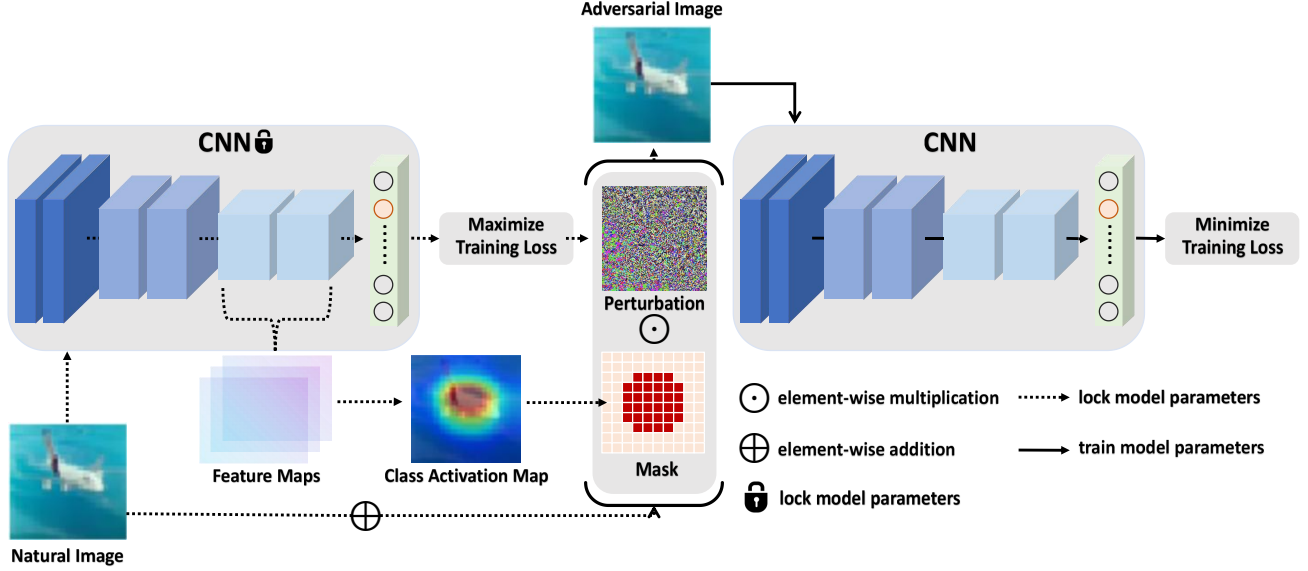 Adversarial Image
CNN
CNN
Maximize
Training Loss
Minimize
Training Loss
Perturbation
element-wise multiplication
lock model parameters
element-wise addition
train model parameters
Feature Maps
Class Activation Map
Mask
lock model parameters
Natural Image